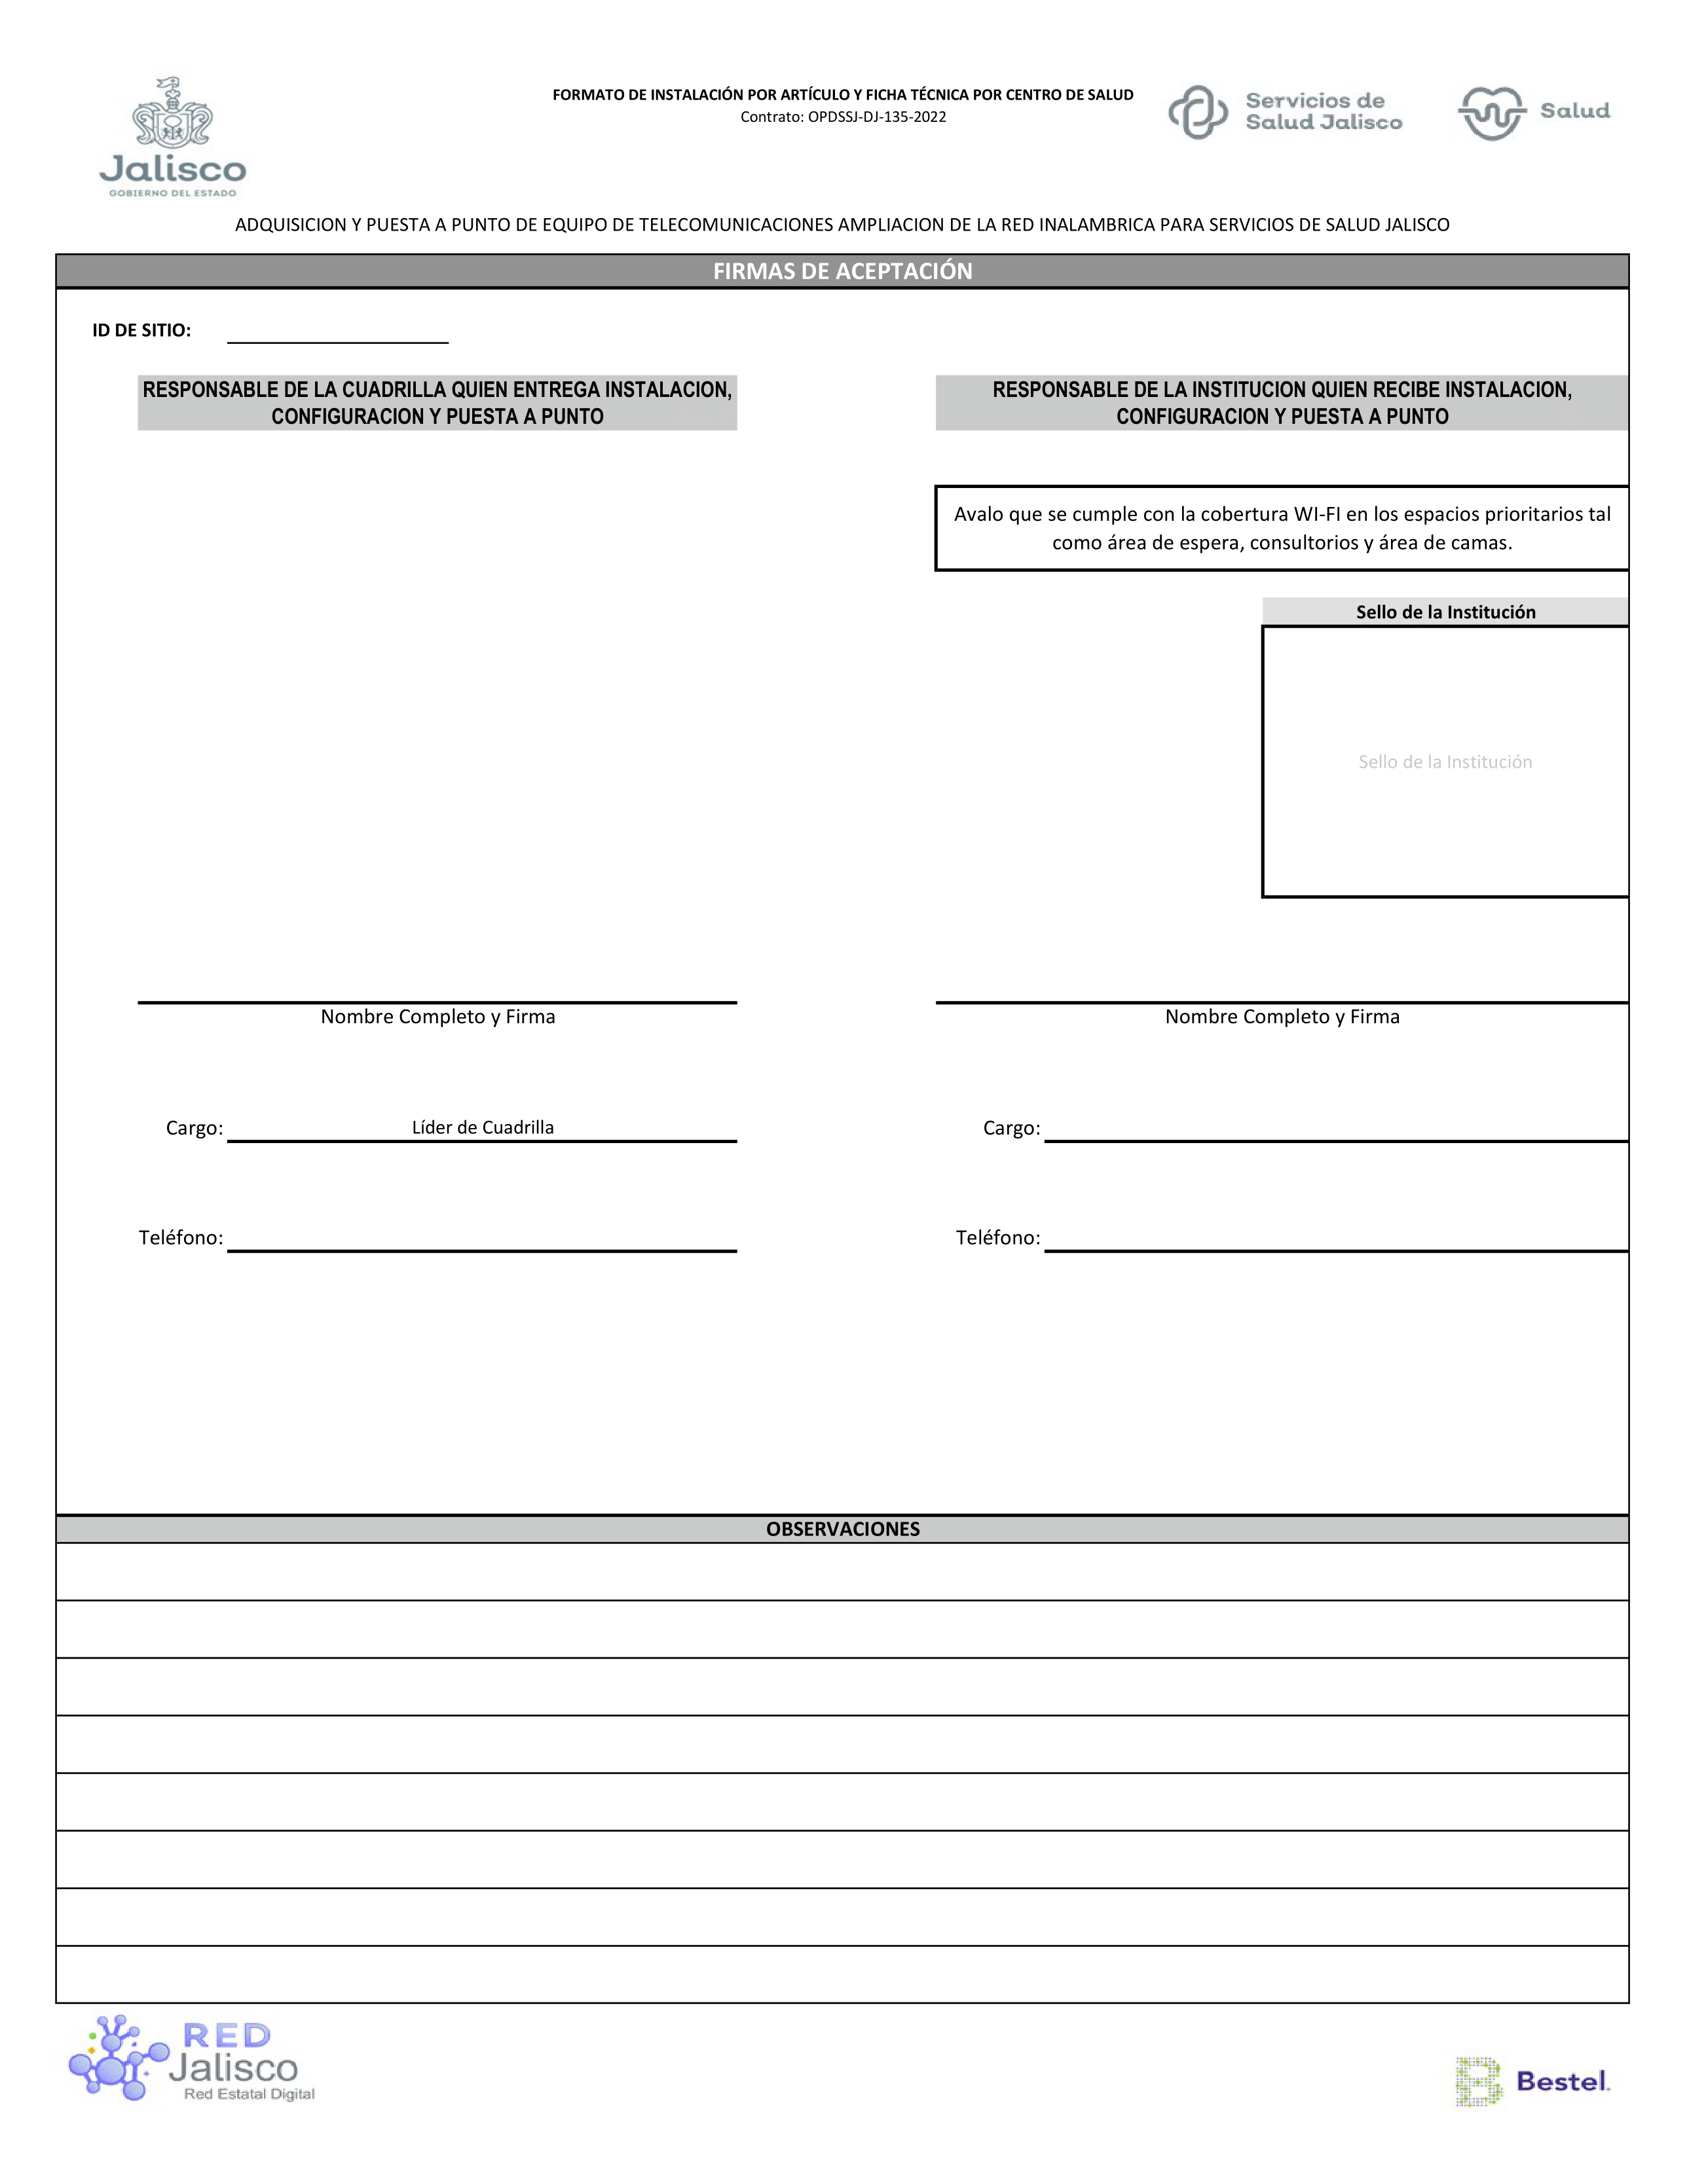 Jalisco
GOBIERNO DEL ESTADO
FORMATO DE INSTALACIÓN POR ARTÍCULO Y FICHA TÉCNICA POR CENTRO DE SALUD
Contrato: OPDSSJ-DJ-135-2022
Servicios de
Salud Jalisco
Salud
ADQUISICION Y PUESTA A PUNTO DE EQUIPO DE TELECOMUNICACIONES AMPLIACION DE LA RED INALAMBRICA PARA SERVICIOS DE SALUD JALISCO
FIRMAS DE ACEPTACIÓN
ID DE SITIO:
RESPONSABLE DE LA CUADRILLA QUIEN ENTREGA INSTALACION,
CONFIGURACION Y PUESTA A PUNTO
RESPONSABLE DE LA INSTITUCION QUIEN RECIBE INSTALACION,
CONFIGURACION Y PUESTA A PUNTO
Avalo que se cumple con la cobertura WI-FI en los espacios prioritarios tal
como área de espera, consultorios y área de camas.
Sello de la Institución
Sello de la Institución
Nombre Completo y Firma
Nombre Completo y Firma
Cargo: Líder de Cuadrilla
Cargo:
Teléfono:
Teléfono:
OBSERVACIONES
RED
Jalisco
Red Estatal Digital
Bestel